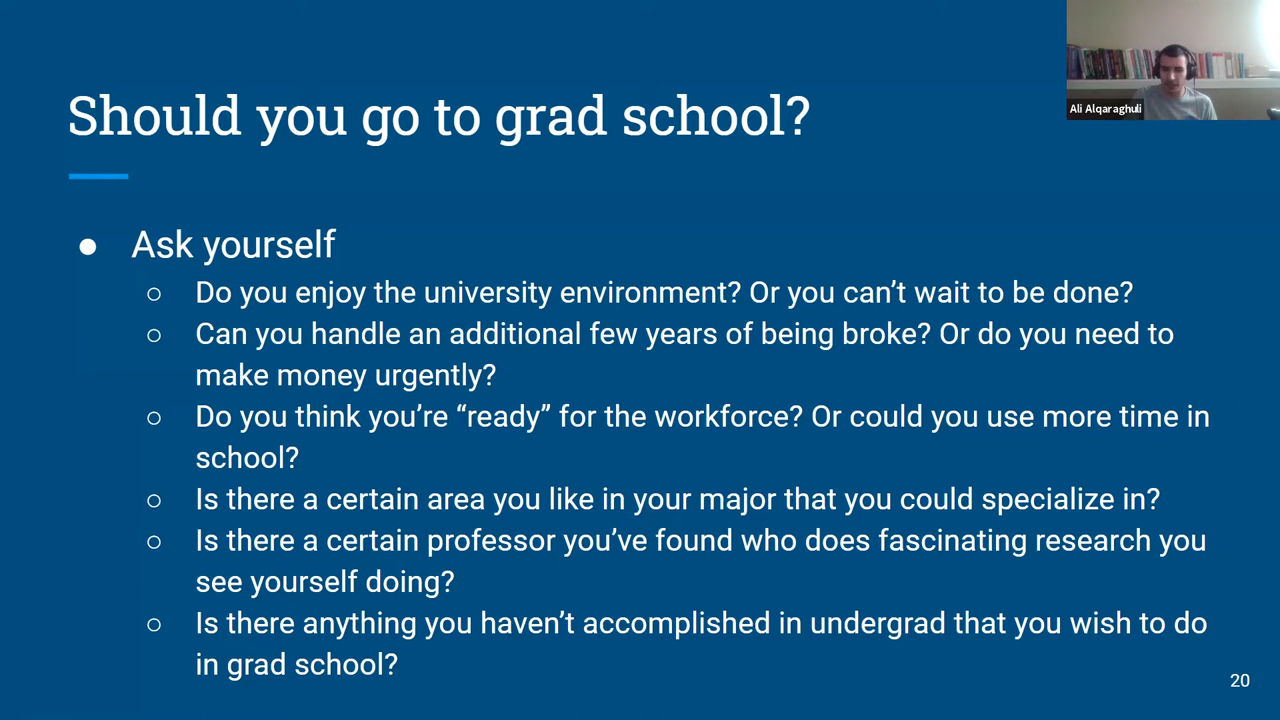 Should you go to grad school?
Ali Alqaraghuli
● Ask yourself
○ Do you enjoy the university environment? Or you can’t wait to be done?
○ Can you handle an additional few years of being broke? Or do you need to
make money urgently?
○ Do you think you’re “ready” for the workforce? Or could you use more time in
school?
○ Is there a certain area you like in your major that you could specialize in?
○ Is there a certain professor you’ve found who does fascinating research you
see yourself doing?
○ Is there anything you haven’t accomplished in undergrad that you wish to do
in grad school?
20